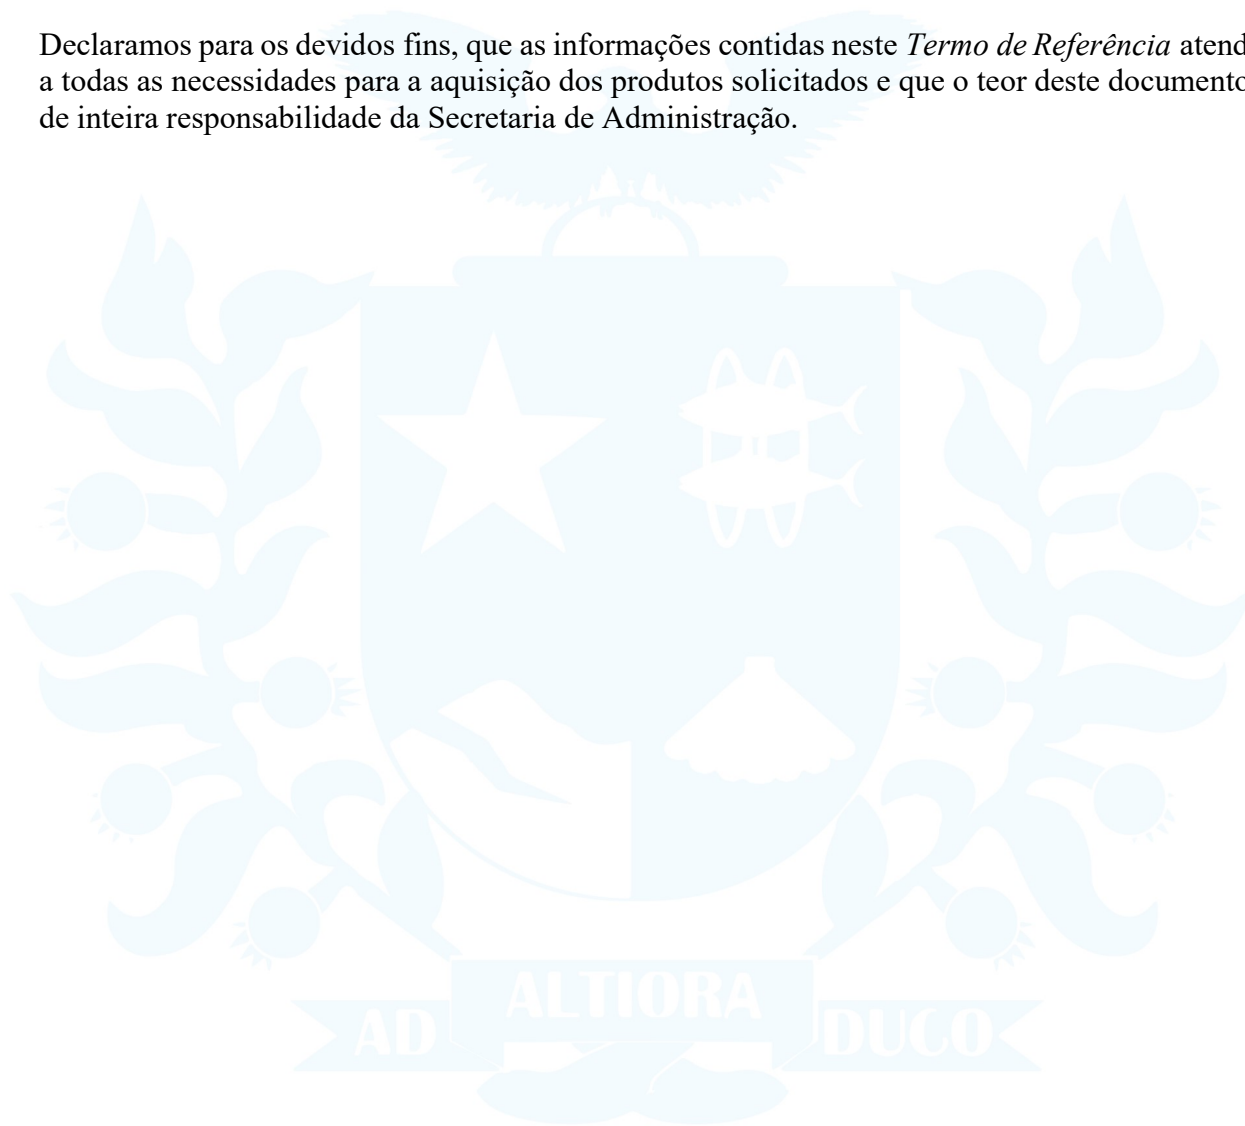 Declaramos para os devidos fins, que as informações contidas neste Termo de Referência atend
a todas as necessidades para a aquisição dos produtos solicitados e que o teor deste documento
de inteira responsabilidade da Secretaria de Administração.
ALTIORA
AD DUCO